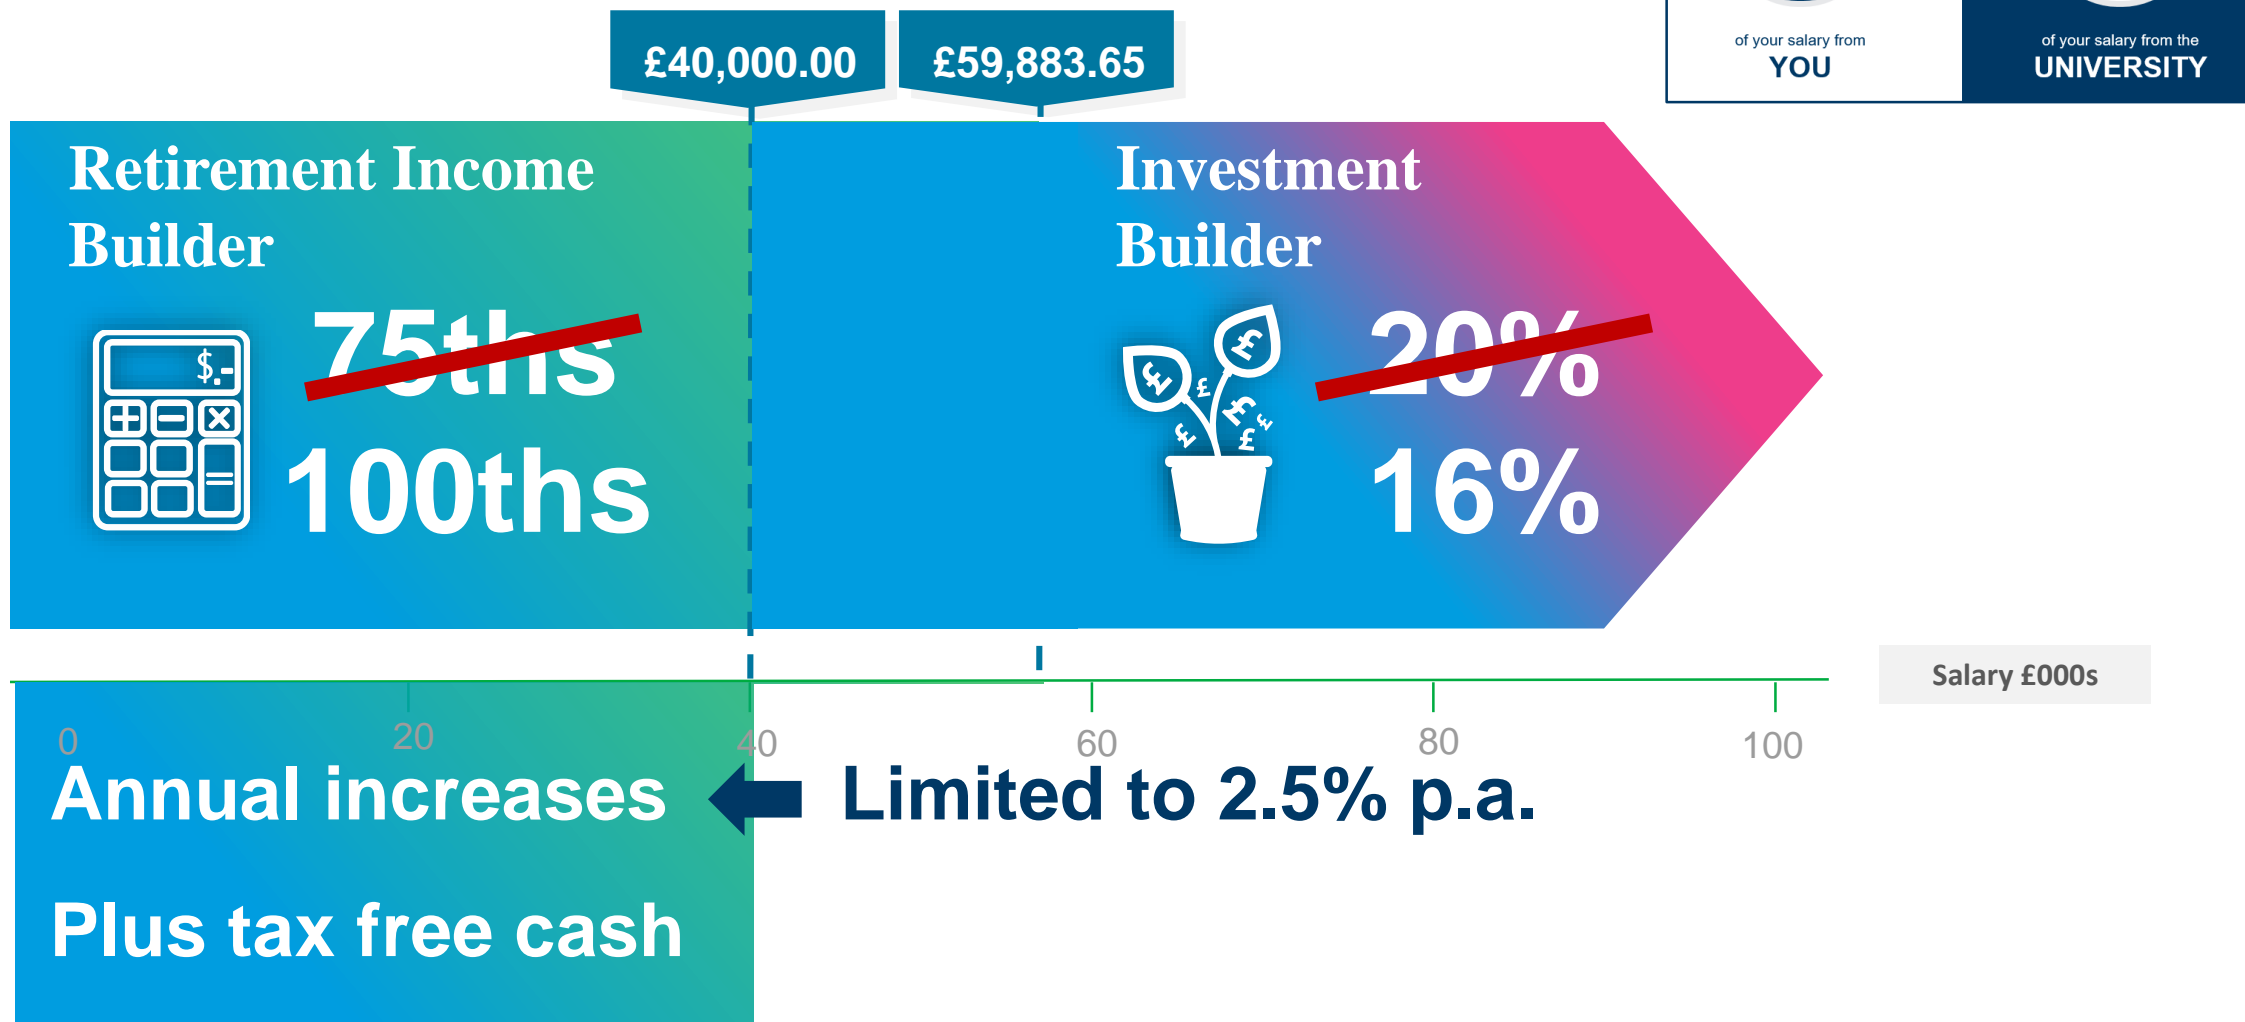 £40,000.00
£59,883.65
of your salary from
YOU
of your salary from the
UNIVERSITY
Retirement Income
Builder
$.-
75ths
100ths
Investment
Builder
£
£
£
£
£
£
£
20%
16%
Salary £000s
0
20
40
60
80
100
Annual increases
Limited to 2.5% p.a.
Plus tax free cash